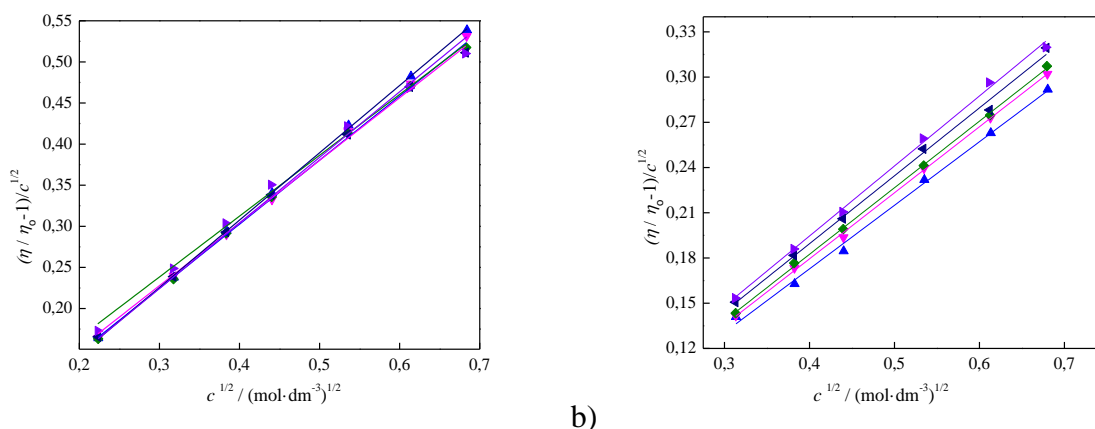 0,55
0,50
0,45
0,40
0,35
0,30
0,25
0,20
(η / ηo-1)/c^1/2
0,2 0,3 0,4 0,5 0,6 0,7
c ^1/2 / (mol·dm^-3)^1/2
b)
0,33
0,30
0,27
0,24
0,21
0,18
0,15
0,12
(η / ηo-1)/c^1/2
0,3 0,4 0,5 0,6 0,7
c ^1/2 / (mol·dm^-3)^1/2